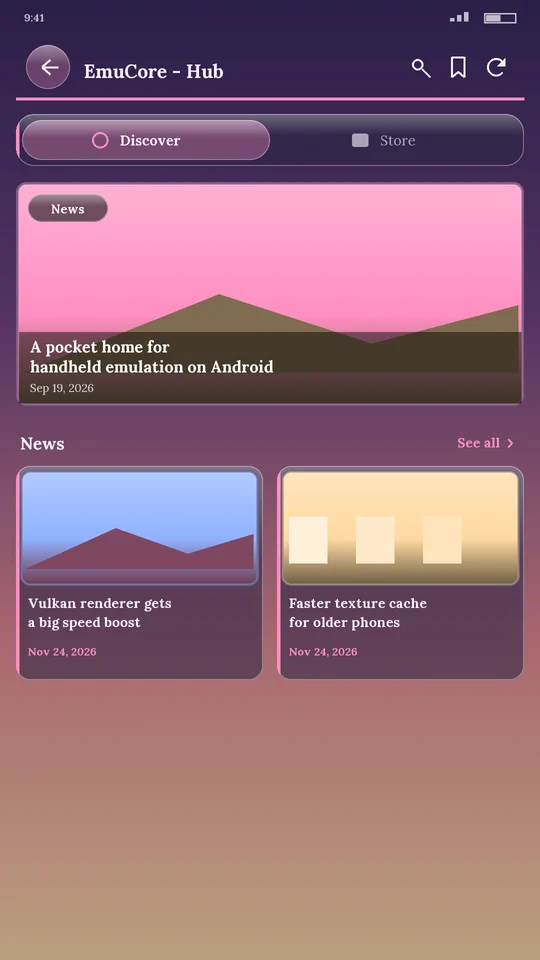 9:41
EmuCore - Hub
Discover
Store
News
A pocket home for
handheld emulation on Android
Sep 19, 2026
News
See all
Vulkan renderer gets
a big speed boost
Nov 24, 2026
Faster texture cache
for older phones
Nov 24, 2026